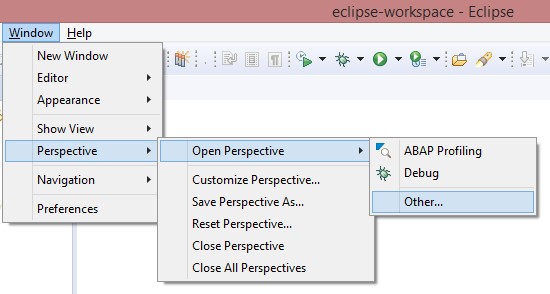 eclipse-workspace - Eclipse
Window Help
New Window
Editor
Appearance
Show View
Perspective
Navigation
Preferences
Open Perspective
Customize Perspective...
Save Perspective As...
Reset Perspective...
Close Perspective
Close All Perspectives
ABAP Profiling
Debug
Other...